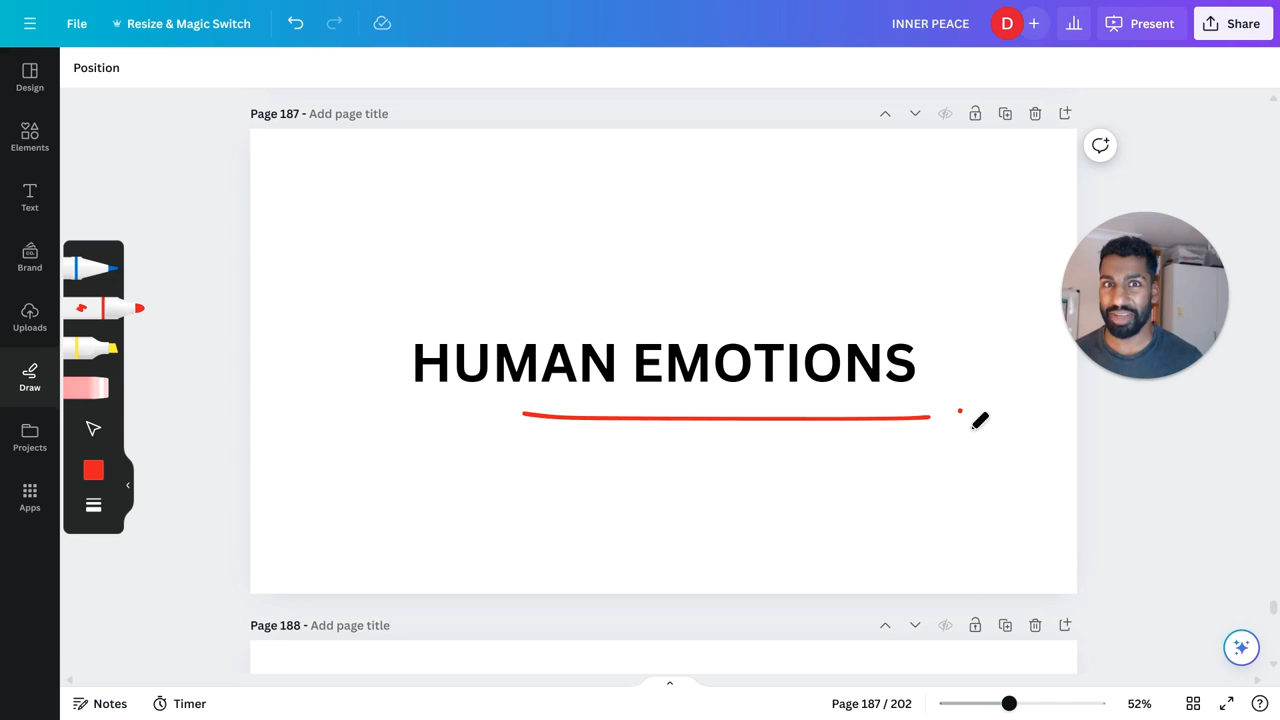 File
Resize & Magic Switch
INNER PEACE
D
Present
Share
Position
Design
Elements
Text
Brand
Uploads
Draw
Projects
Apps
Page 187 - Add page title
HUMAN EMOTIONS
Page 188 - Add page title
Notes
Timer
Page 187 / 202
52%